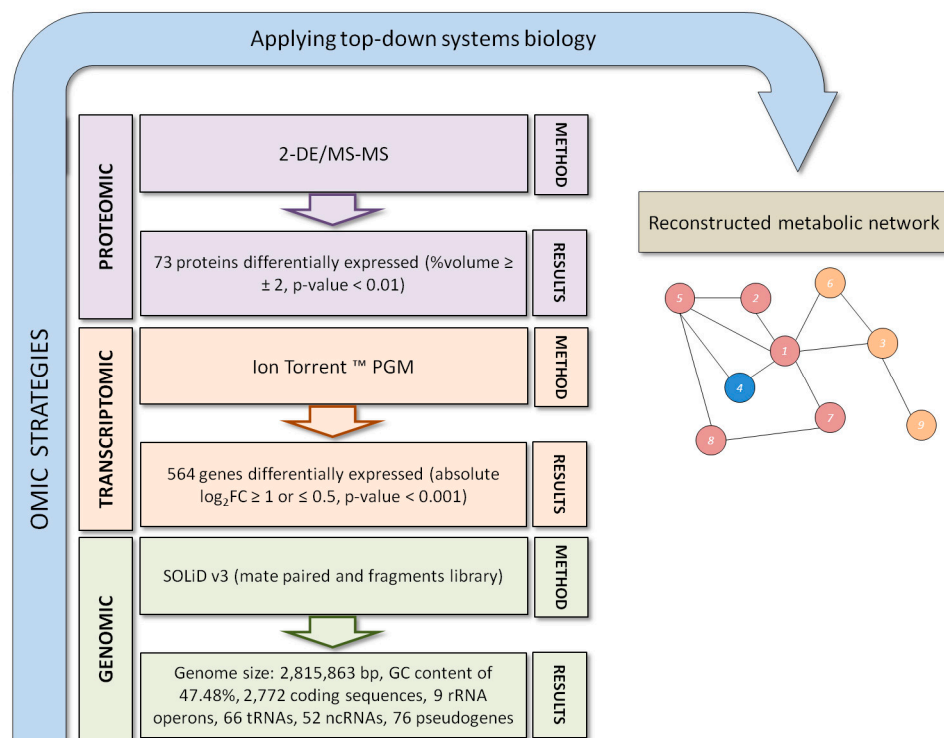 Applying top-down systems biology
OMIC STRATEGIES
PROTEOMIC
2-DE/MS-MS
METHOD
73 proteins differentially expressed (%volume ≥
± 2, p-value < 0.01)
RESULTS
TRANSCRIPTOMIC
Ion Torrent ™ PGM
METHOD
564 genes differentially expressed (absolute
log₂FC ≥ 1 or ≤ 0.5, p-value < 0.001)
RESULTS
GENOMIC
SOLiD v3 (mate paired and fragments library)
METHOD
Genome size: 2,815,863 bp, GC content of
47.48%, 2,772 coding sequences, 9 rRNA
operons, 66 tRNAs, 52 ncRNAs, 76 pseudogenes
RESULTS
Reconstructed metabolic network
6
5
2
1
3
4
7
9
8